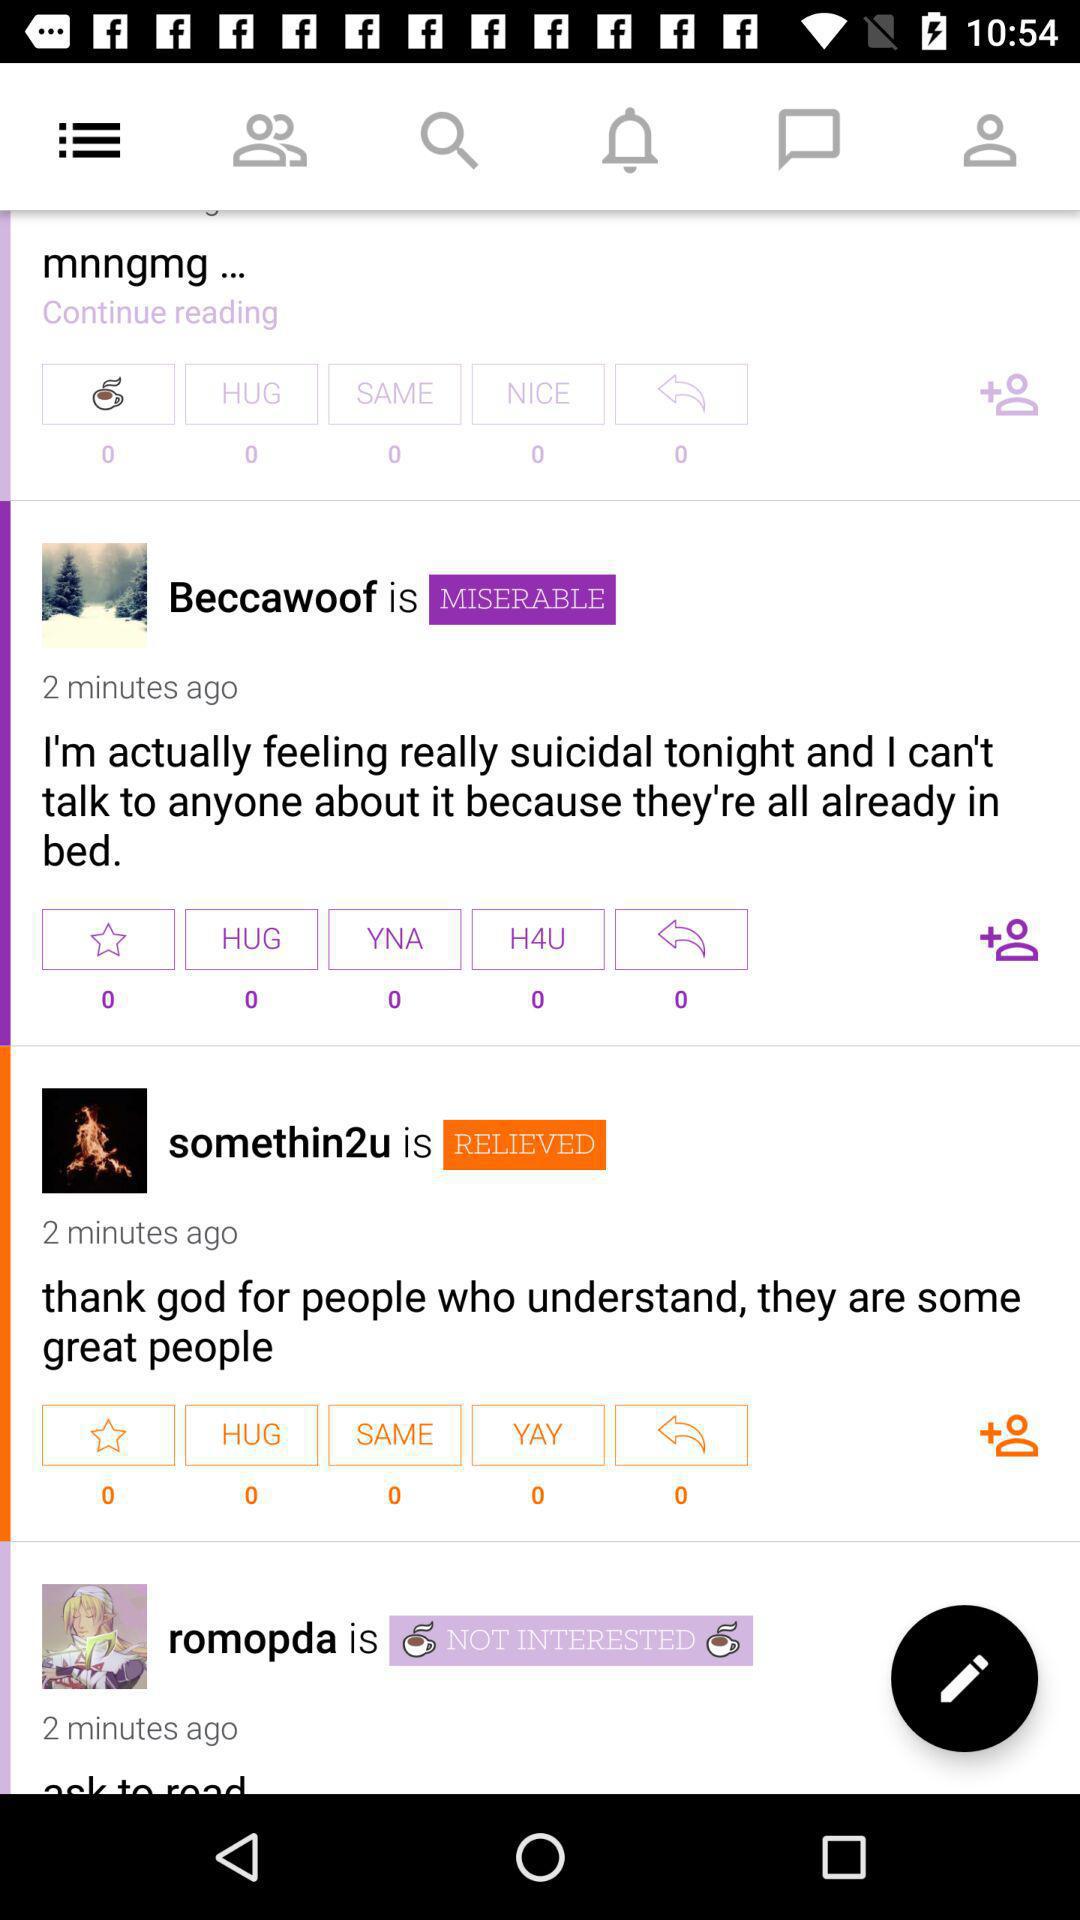 10:54
mnngmg ...
Continue reading
HUG SAME NICE
0 0 0 0 0
Beccawoof is MISERABLE
2 minutes ago
I'm actually feeling really suicidal tonight and I can't
talk to anyone about it because they're all already in
bed.
HUG YNA H4U
0 0 0 0 0
somethin2u is RELIEVED
2 minutes ago
thank god for people who understand, they are some
great people
HUG SAME YAY
0 0 0 0 0
romopda is ☕ NOT INTERESTED ☕
2 minutes ago
ask to read